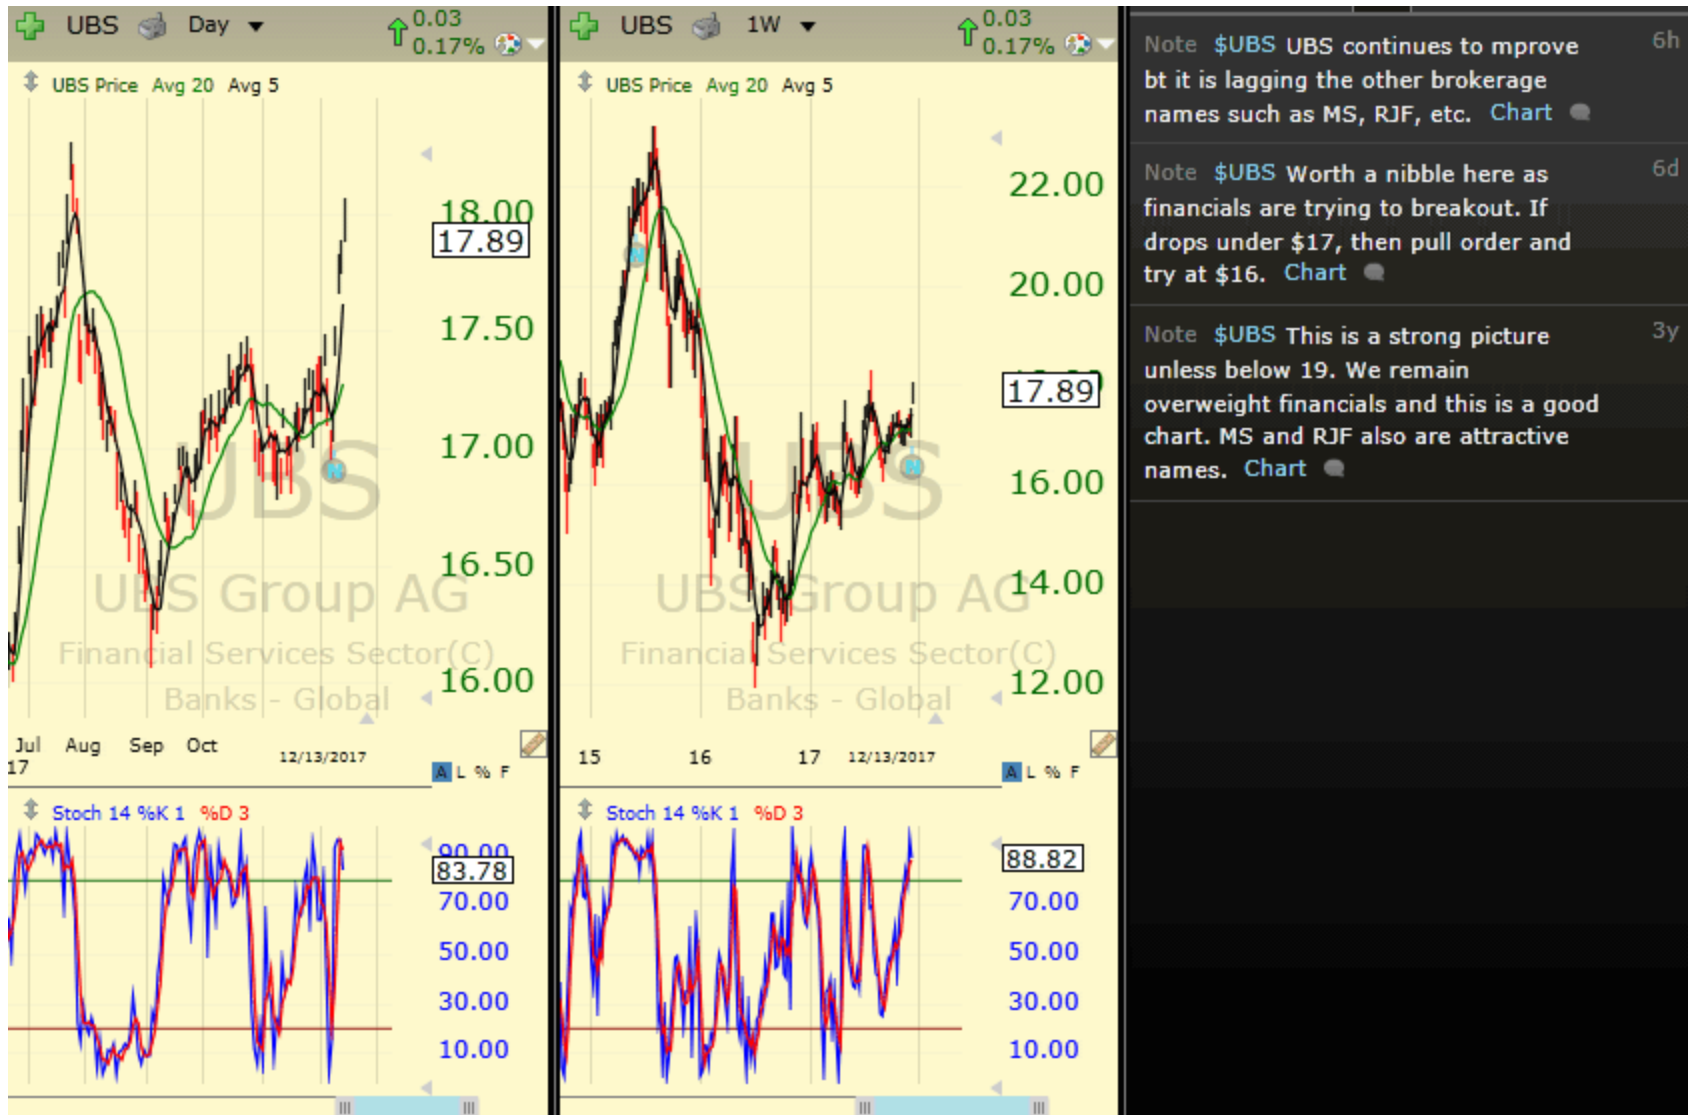 UBS Day 0.03
0.17%
UBS Price Avg 20 Avg 5
18.00
17.89
17.50
17.00
16.50
16.00
UBS
UBS Group AG
Financial Services Sector(C)
Banks - Global
Jul Aug Sep Oct 12/13/2017
17
A L % F
Stoch 14 %K 1 %D 3
90.00
83.78
70.00
50.00
30.00
10.00
N
UBS 1W 0.03
0.17%
UBS Price Avg 20 Avg 5
22.00
20.00
17.89
16.00
14.00
12.00
N
N
UBS
UBS Group AG
Financial Services Sector(C)
Banks - Global
15 16 17 12/13/2017
A L % F
Stoch 14 %K 1 %D 3
88.82
70.00
50.00
30.00
10.00
Note $UBS UBS continues to mprove 6h
bt it is lagging the other brokerage
names such as MS, RJF, etc. Chart
Note $UBS Worth a nibble here as 6d
financials are trying to breakout. If
drops under $17, then pull order and
try at $16. Chart
Note $UBS This is a strong picture 3y
unless below 19. We remain
overweight financials and this is a good
chart. MS and RJF also are attractive
names. Chart